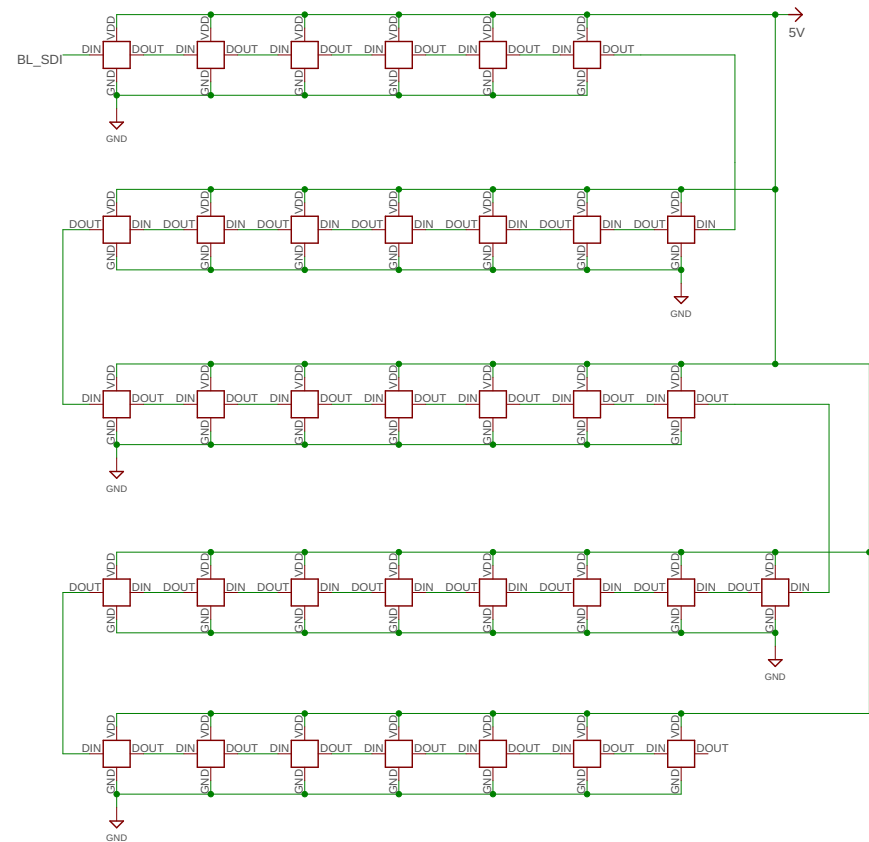 VDD VDD VDD VDD VDD VDD
5V
BL_SDI DIN DOUT DIN DOUT DIN DOUT DIN DOUT DIN DOUT DIN DOUT
GND GND GND GND GND GND
GND
VDD VDD VDD VDD VDD VDD VDD
DOUT DIN DOUT DIN DOUT DIN DOUT DIN DOUT DIN DOUT DIN DOUT DIN
GND GND GND GND GND GND GND
GND
VDD VDD VDD VDD VDD VDD VDD
DIN DOUT DIN DOUT DIN DOUT DIN DOUT DIN DOUT DIN DOUT DIN DOUT
GND GND GND GND GND GND GND
GND
VDD VDD VDD VDD VDD VDD VDD VDD
DOUT DIN DOUT DIN DOUT DIN DOUT DIN DOUT DIN DOUT DIN DOUT DIN DOUT DIN
GND GND GND GND GND GND GND GND
GND
VDD VDD VDD VDD VDD VDD VDD
DIN DOUT DIN DOUT DIN DOUT DIN DOUT DIN DOUT DIN DOUT DIN DOUT
GND GND GND GND GND GND GND
GND